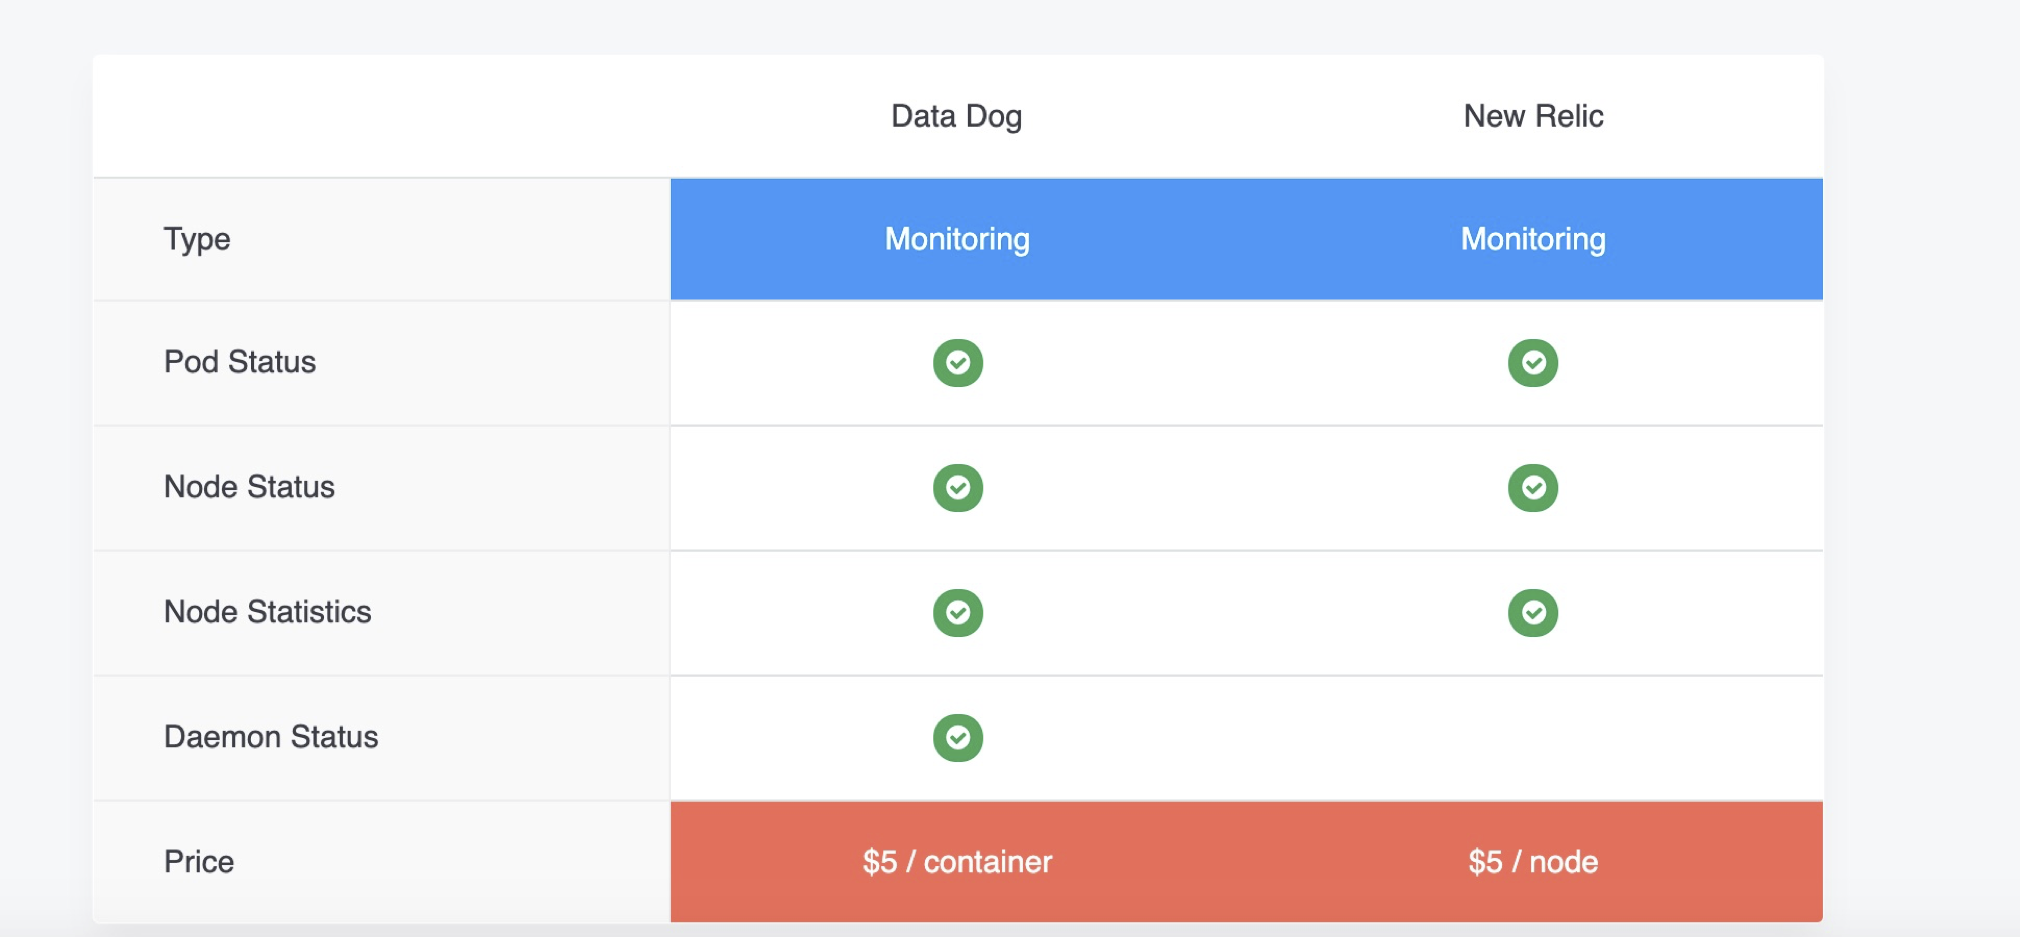 Data Dog New Relic
Type Monitoring Monitoring
Pod Status
Node Status
Node Statistics
Daemon Status
Price $5 / container $5 / node